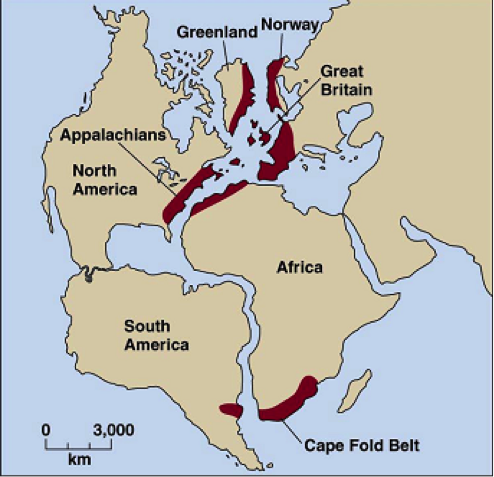 Greenland
Norway
Great
Britain
Appalachians
North
America
Africa
South
America
0 3,000
km
Cape Fold Belt